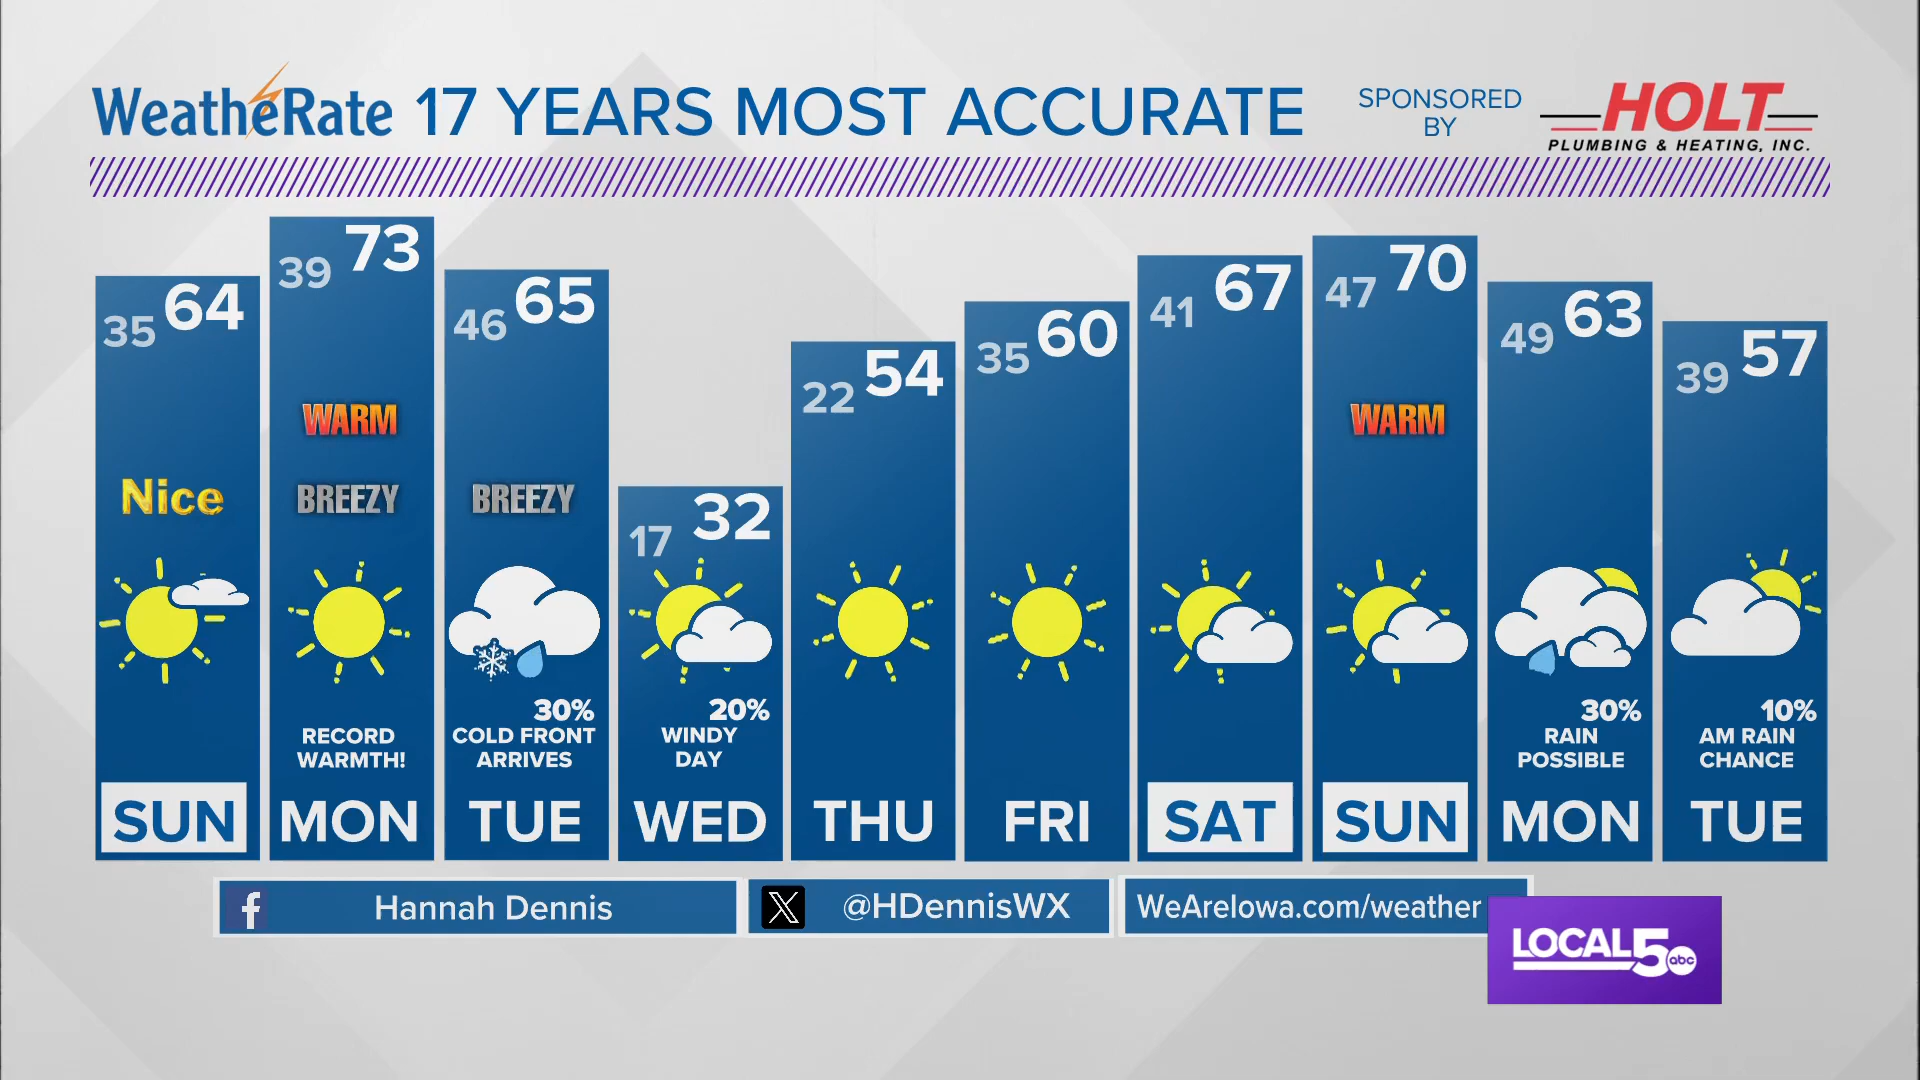 WeatheRate 17 YEARS MOST ACCURATE
SPONSORED
BY
HOLT
PLUMBING & HEATING, INC.
35 64
Nice
SUN
39 73
WARM
BREEZY
RECORD
WARMTH!
MON
46 65
BREEZY
30%
COLD FRONT
ARRIVES
TUE
17 32
20%
WINDY
DAY
WED
22 54
THU
35 60
FRI
41 67
SAT
47 70
WARM
SUN
49 63
30%
RAIN
POSSIBLE
MON
39 57
10%
AM RAIN
CHANCE
TUE
f Hannah Dennis
X @HDennisWX
WeAreIowa.com/weather
LOCAL 5 abc